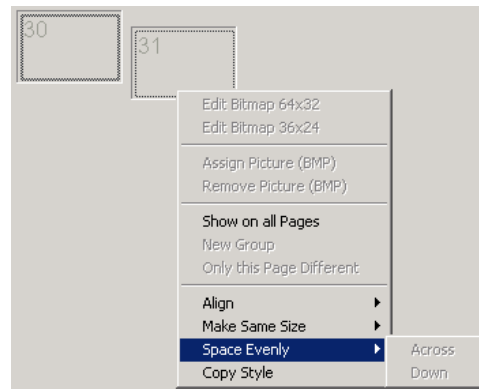 30
31
Edit Bitmap 64x32
Edit Bitmap 36x24
Assign Picture (BMP)
Remove Picture (BMP)
Show on all Pages
New Group
Only this Page Different
Align
Make Same Size
Space Evenly
Across
Copy Style
Down